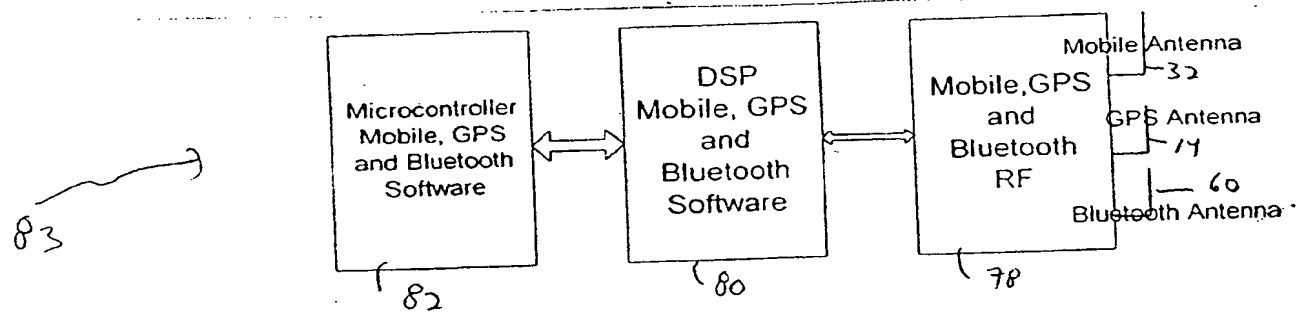 Microcontroller
Mobile, GPS
and Bluetooth
Software
82
DSP
Mobile, GPS
and
Bluetooth
Software
80
Mobile,GPS
and
Bluetooth
RF
78
Mobile Antenna
32
GPS Antenna
14
60
Bluetooth Antenna
83